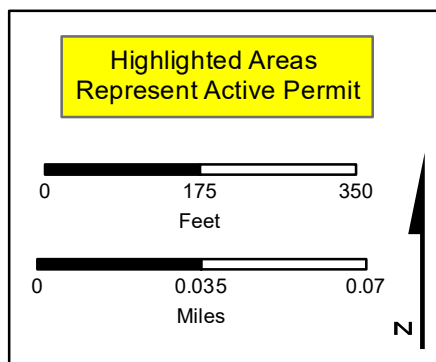 Highlighted Areas
Represent Active Permit
0 175 350
Feet
0 0.035 0.07
Miles
N